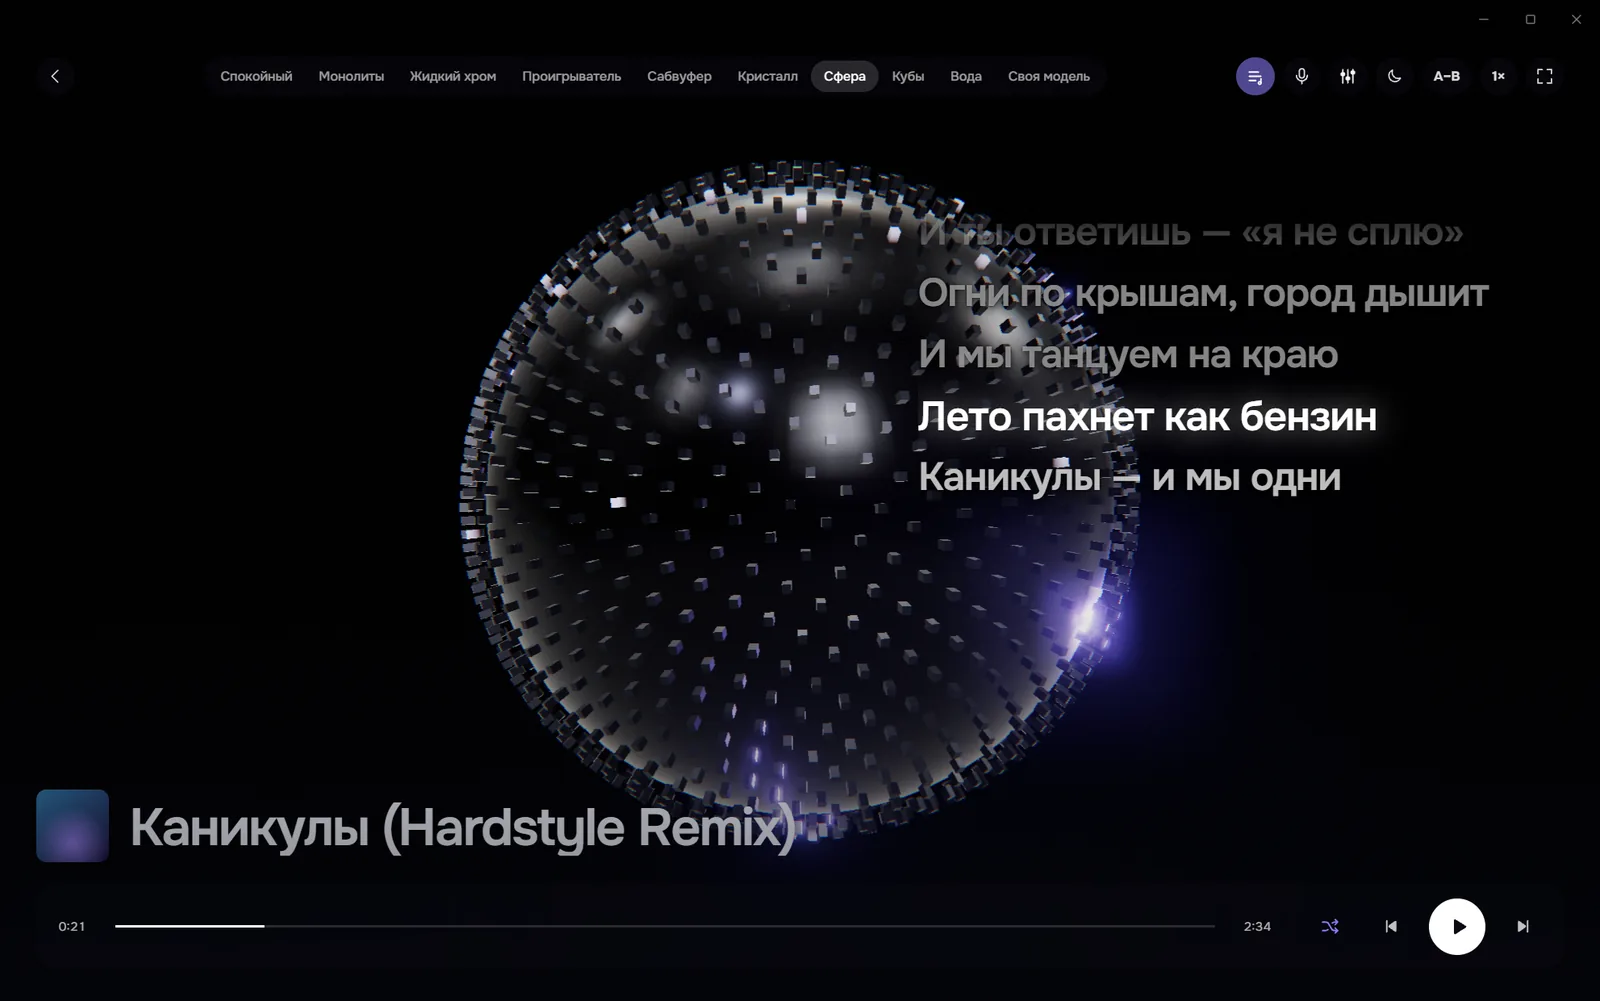 Спокойный Монолиты Жидкий хром Проигрыватель Сабвуфер Кристалл Сфера Кубы Вода Своя модель A–B 1×
И ты ответишь — «я не сплю»
Огни по крышам, город дышит
И мы танцуем на краю
Лето пахнет как бензин
Каникулы — и мы одни
Каникулы (Hardstyle Remix)
0:21 2:34